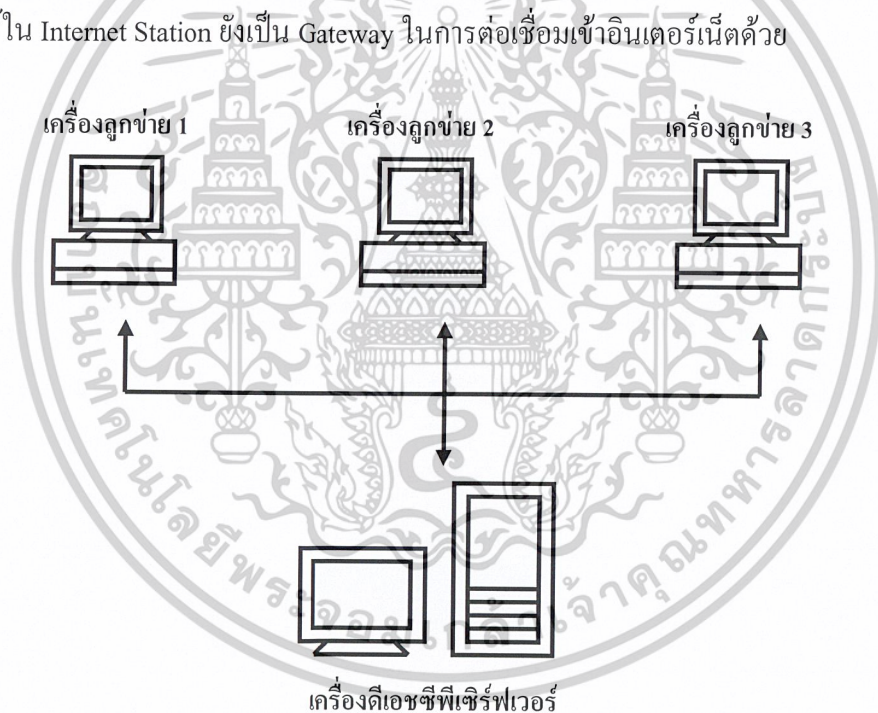 ใน Internet Station ยังเป็น Gateway ในการต่อเชื่อมเข้าอินเตอร์เน็ตด้วย
เครื่องลูกข่าย 1
เครื่องลูกข่าย 2
เครื่องลูกข่าย 3
เครื่องดีเอชซีพีเซิร์ฟเวอร์